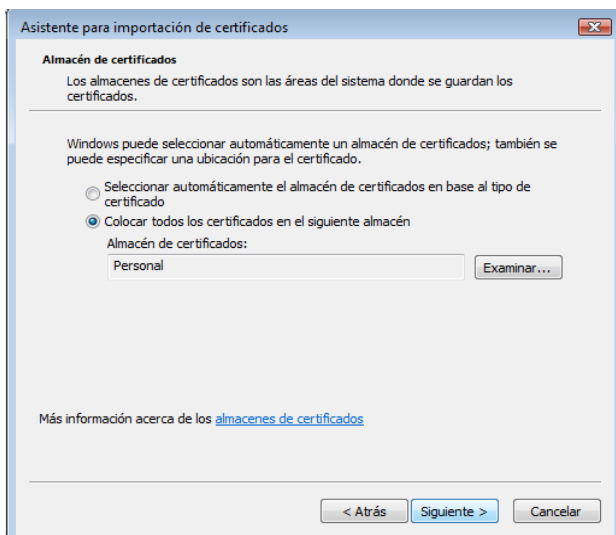 Asistente para importación de certificados
Almacén de certificados
Los almacenes de certificados son las áreas del sistema donde se guardan los
certificados.
Windows puede seleccionar automáticamente un almacén de certificados; también se
puede especificar una ubicación para el certificado.
Seleccionar automáticamente el almacén de certificados en base al tipo de
certificado
Colocar todos los certificados en el siguiente almacén
Almacén de certificados:
Personal
Examinar...
Más información acerca de los almacenes de certificados
< Atrás
Siguiente >
Cancelar